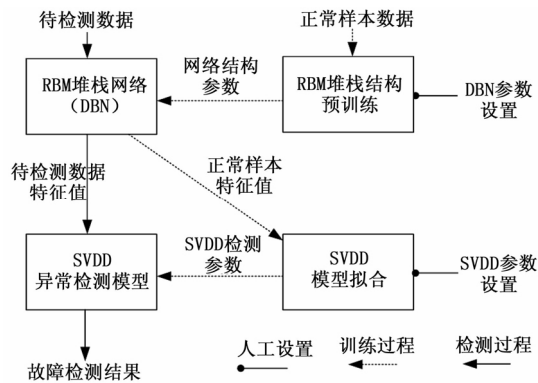 待检测数据
正常样本数据
RBM堆栈网络
（DBN）
网络结构
参数
RBM堆栈结构
预训练
DBN参数
设置
待检测数据
特征值
正常样本
特征值
SVDD
异常检测模型
SVDD检测
参数
SVDD
模型拟合
SVDD参数
设置
故障检测结果
人工设置
训练过程
检测过程